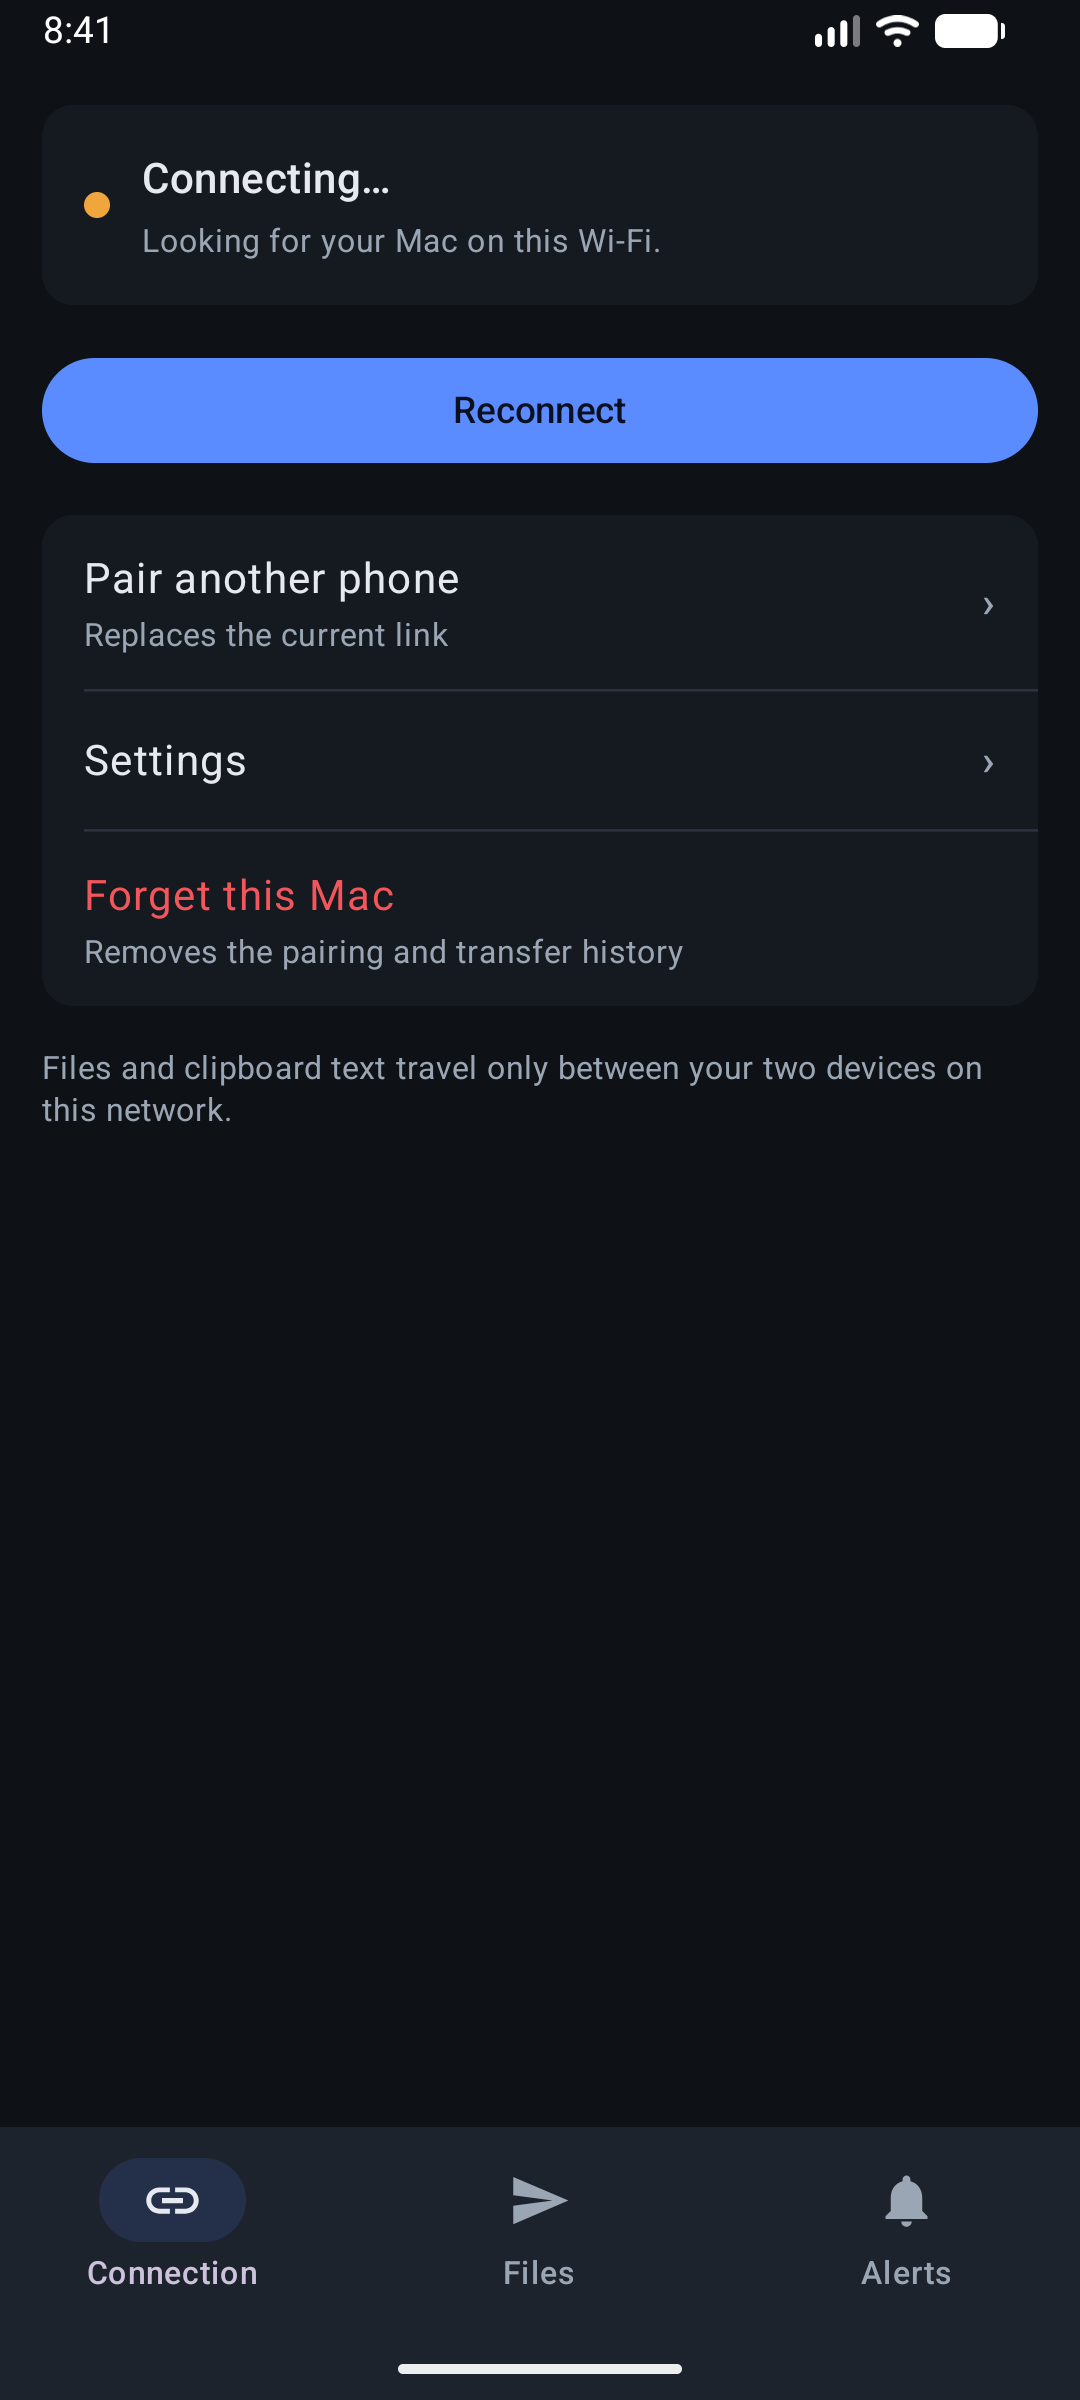 8:41
Connecting…
Looking for your Mac on this Wi-Fi.
Reconnect
Pair another phone
Replaces the current link
Settings
Forget this Mac
Removes the pairing and transfer history
Files and clipboard text travel only between your two devices on
this network.
Connection
Files
Alerts